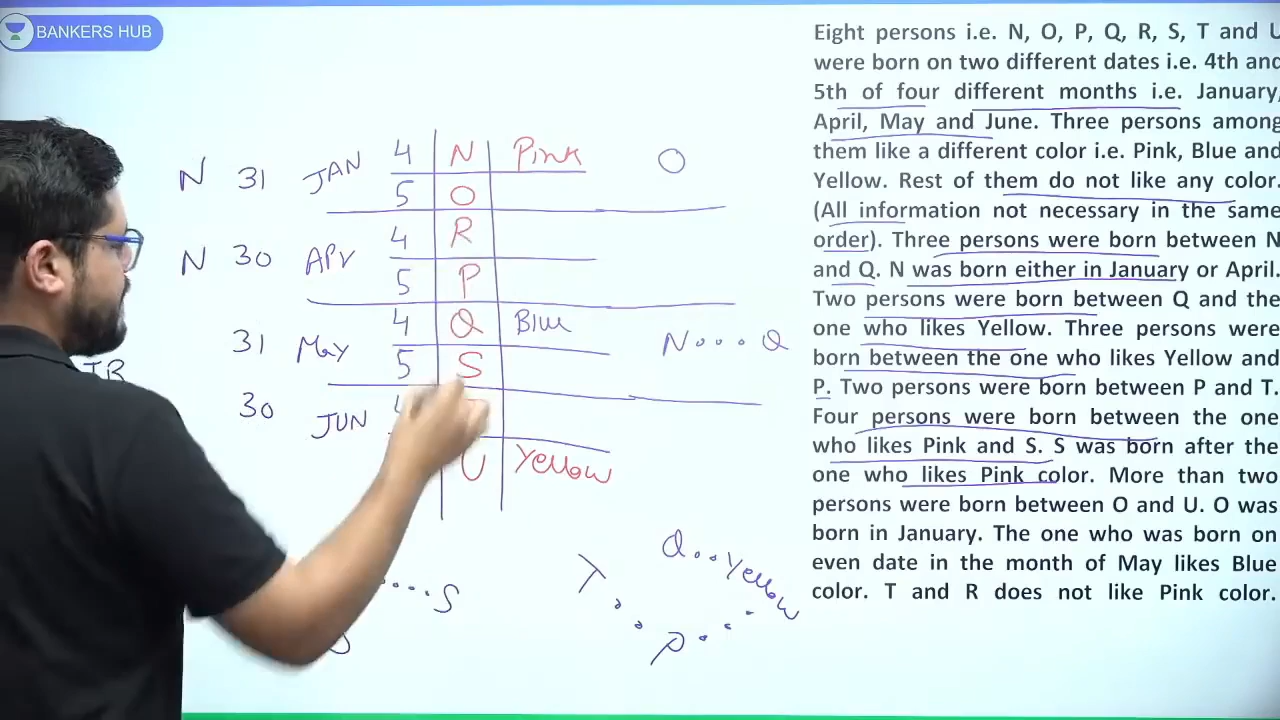 BANKERS HUB
Eight persons i.e. N, O, P, Q, R, S, T and U
were born on two different dates i.e. 4th and
5th of four different months i.e. January,
April, May and June. Three persons among
them like a different color i.e. Pink, Blue and
Yellow. Rest of them do not like any color.
(All information not necessary in the same
order). Three persons were born between N
and Q. N was born either in January or April.
Two persons were born between Q and the
one who likes Yellow. Three persons were
born between the one who likes Yellow and
P. Two persons were born between P and T.
Four persons were born between the one
who likes Pink and S. S was born after the
one who likes Pink color. More than two
persons were born between O and U. O was
born in January. The one who was born on
even date in the month of May likes Blue
color. T and R does not like Pink color.
N 31 JAN 4 N Pink O
5 O
N 30 APr 4 R
5 P
31 May 4 Q Blue N....Q
5 S
30 JUN
U Yellow
TR
....S
Q..Yellow
T
P